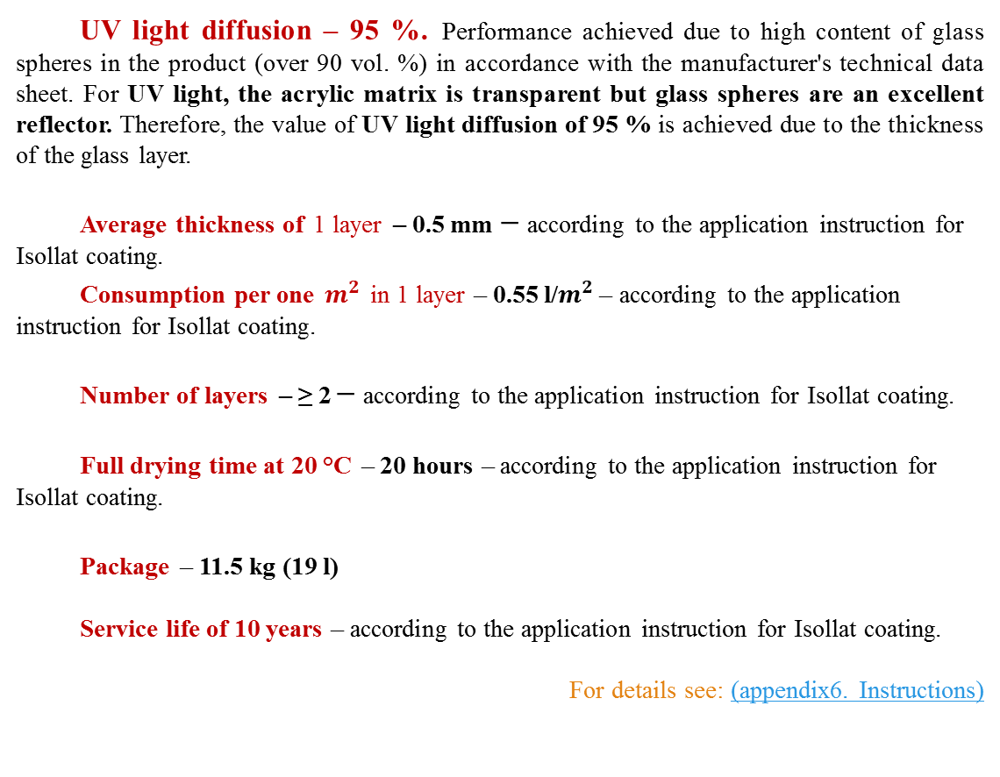 UV light diffusion – 95 %. Performance achieved due to high content of glass
spheres in the product (over 90 vol. %) in accordance with the manufacturer's technical data
sheet. For UV light, the acrylic matrix is transparent but glass spheres are an excellent
reflector. Therefore, the value of UV light diffusion of 95 % is achieved due to the thickness
of the glass layer.
Average thickness of 1 layer – 0.5 mm − according to the application instruction for
Isollat coating.
Consumption per one m² in 1 layer – 0.55 l/m² – according to the application
instruction for Isollat coating.
Number of layers – ≥ 2 − according to the application instruction for Isollat coating.
Full drying time at 20 °C – 20 hours – according to the application instruction for
Isollat coating.
Package – 11.5 kg (19 l)
Service life of 10 years – according to the application instruction for Isollat coating.
For details see: (appendix6. Instructions)